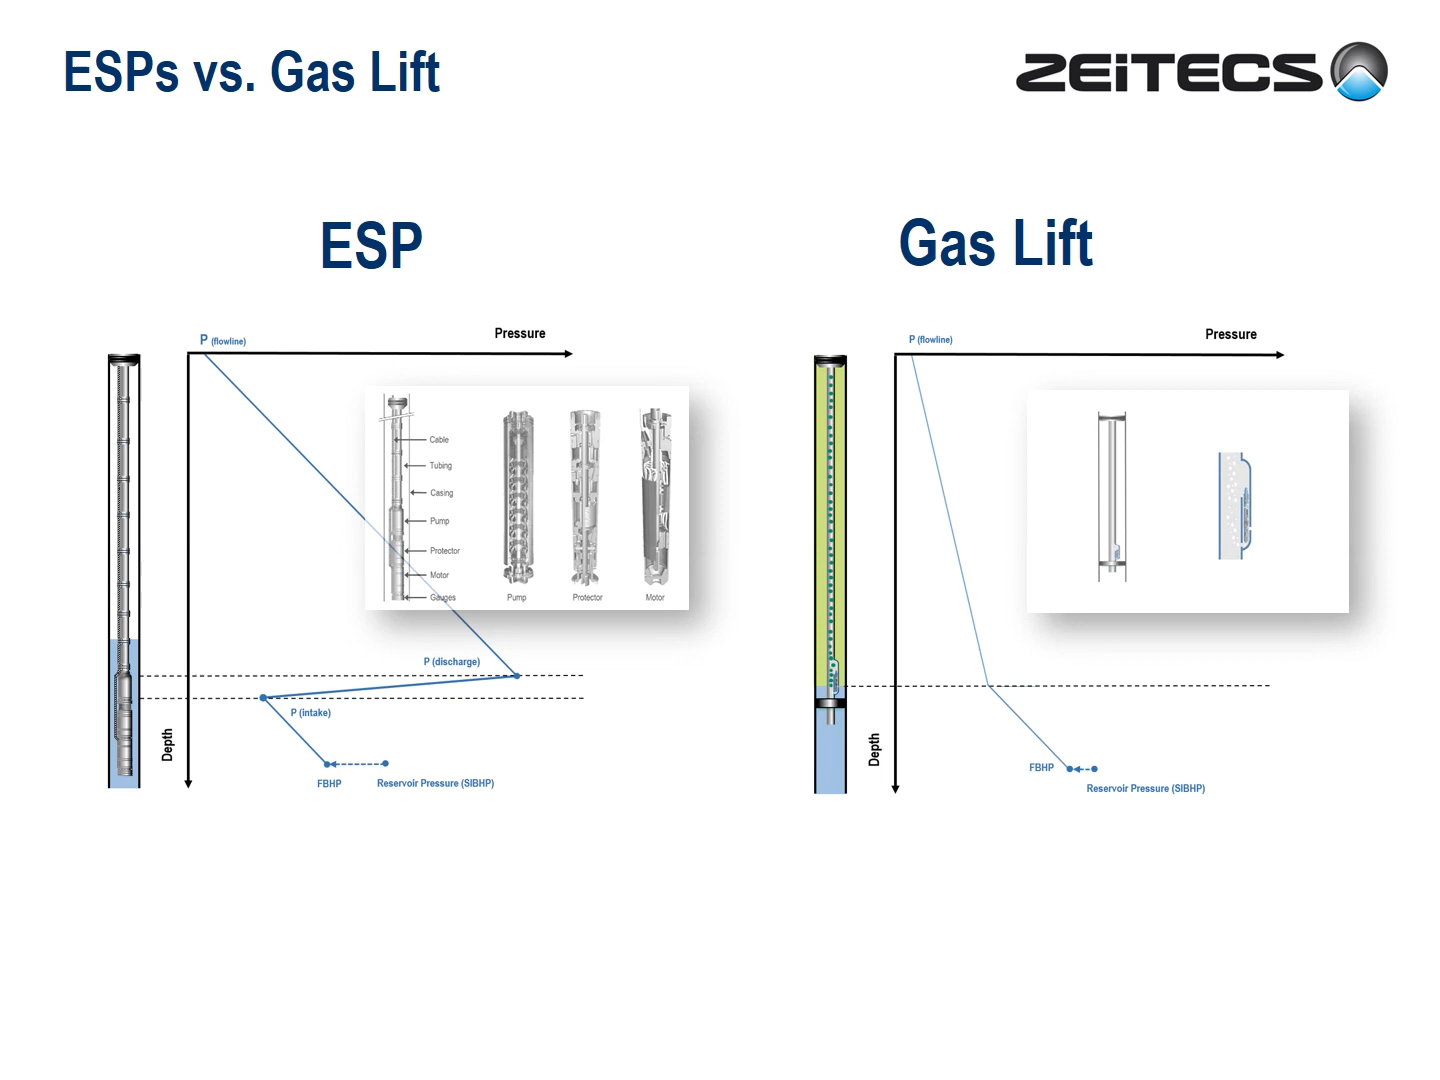 ESPs vs. Gas Lift
ZEiTECS
ESP
Gas Lift
P (flowline)
Pressure
Cable
Tubing
Casing
Pump
Protector
Motor
Gauges
Pump
Protector
Motor
P (discharge)
P (intake)
Depth
FBHP
Reservoir Pressure (SIBHP)
P (flowline)
Pressure
Depth
FBHP
Reservoir Pressure (SIBHP)